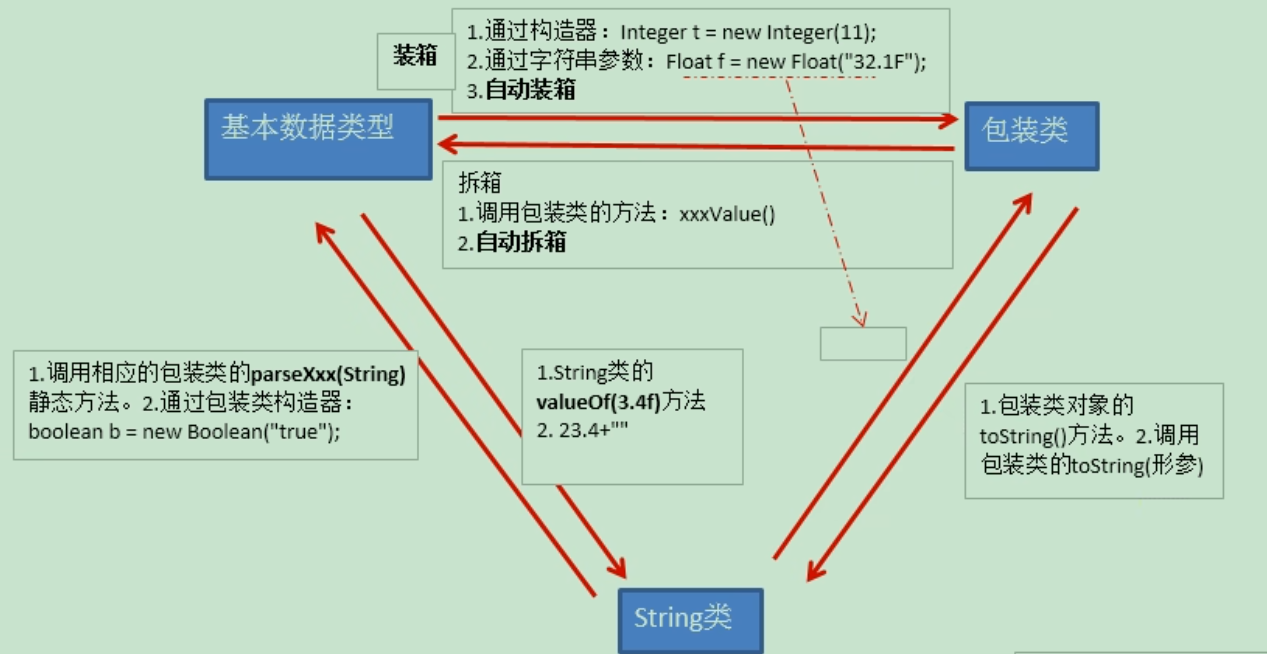 装箱
1.通过构造器：Integer t = new Integer(11);
2.通过字符串参数：Float f = new Float("32.1F");
3.自动装箱
基本数据类型
包装类
拆箱
1.调用包装类的方法：xxxValue()
2.自动拆箱
1.调用相应的包装类的parseXxx(String)
静态方法。2.通过包装类构造器：
boolean b = new Boolean("true");
1.String类的
valueOf(3.4f)方法
2. 23.4+""
1.包装类对象的
toString()方法。2.调用
包装类的toString(形参)
String类